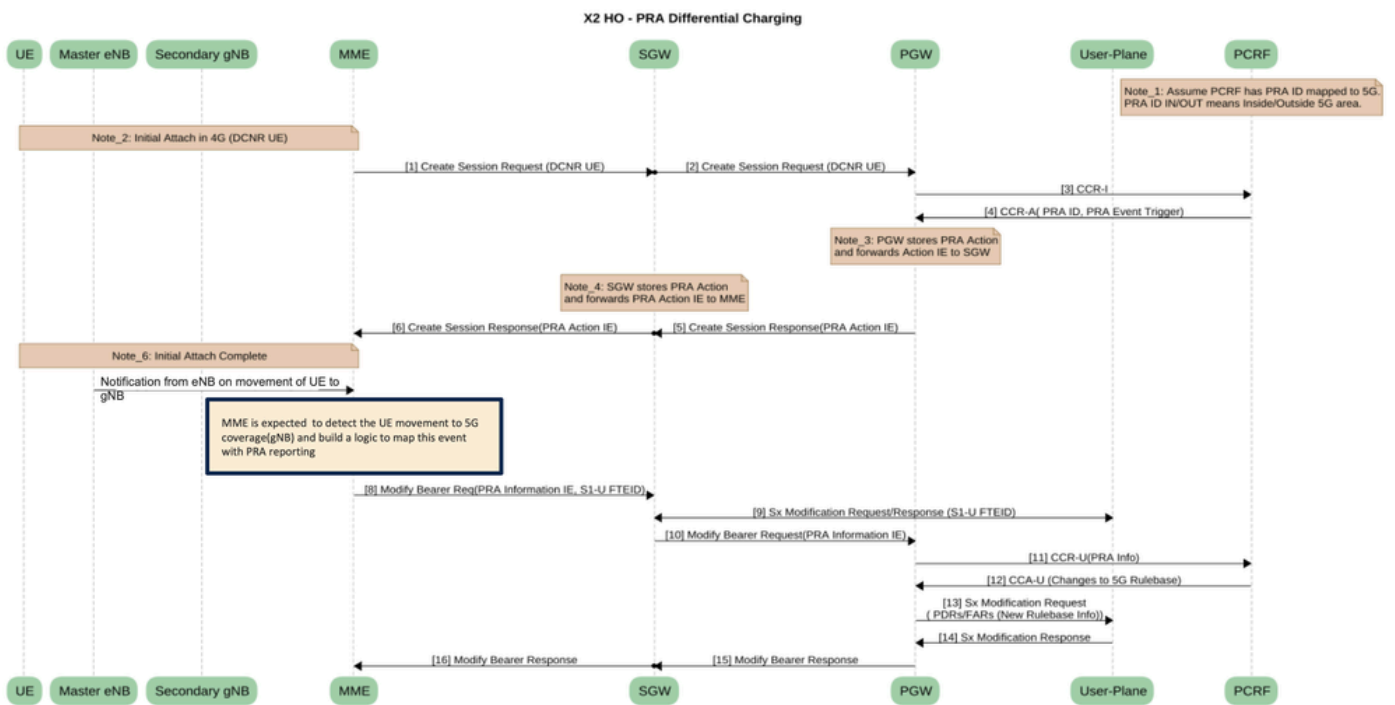 X2 HO - PRA Differential Charging
UE
Master eNB
Secondary gNB
MME
SGW
PGW
User-Plane
PCRF
Note_1: Assume PCRF has PRA ID mapped to 5G.
PRA ID IN/OUT means Inside/Outside 5G area.
Note_2: Initial Attach in 4G (DCNR UE)
[1] Create Session Request (DCNR UE)
[2] Create Session Request (DCNR UE)
[3] CCR-I
[4] CCR-A( PRA ID, PRA Event Trigger)
Note_3: PGW stores PRA Action
and forwards Action IE to SGW
Note_4: SGW stores PRA Action
and forwards PRA Action IE to MME
[6] Create Session Response(PRA Action IE)
[5] Create Session Response(PRA Action IE)
Note_6: Initial Attach Complete
Notification from eNB on movement of UE to
gNB
MME is expected to detect the UE movement to 5G
coverage(gNB) and build a logic to map this event
with PRA reporting
[8] Modify Bearer Req(PRA Information IE, S1-U FTEID)
[9] Sx Modification Request/Response (S1-U FTEID)
[10] Modify Bearer Request(PRA Information IE)
[11] CCR-U(PRA Info)
[12] CCA-U (Changes to 5G Rulebase)
[13] Sx Modification Request
( PDRs/FARs (New Rulebase Info))
[14] Sx Modification Response
[16] Modify Bearer Response
[15] Modify Bearer Response
UE
Master eNB
Secondary gNB
MME
SGW
PGW
User-Plane
PCRF